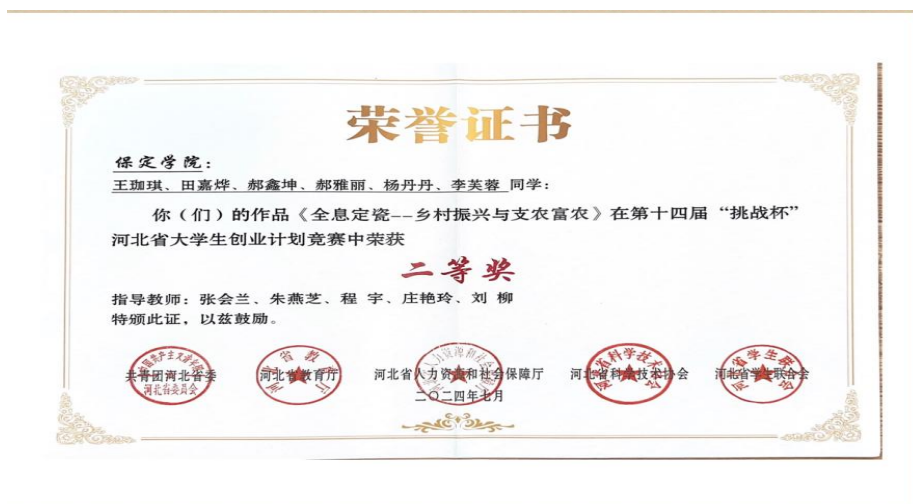 荣誉证书
保定学院：
王珈琪、田嘉烨、郝鑫坤、郝雅丽、杨丹丹、李芙蓉 同学：
你（们）的作品《全息定瓷--乡村振兴与支农富农》在第十四届“挑战杯”
河北省大学生创业计划竞赛中荣获
二等奖
指导教师：张会兰、朱燕芝、程 宇、庄艳玲、刘 柳
特颁此证，以兹鼓励。
共青团河北省委 河北省教育厅 河北省人力资源和社会保障厅 河北省科学技术协会 河北省学生联合会
二〇二四年七月